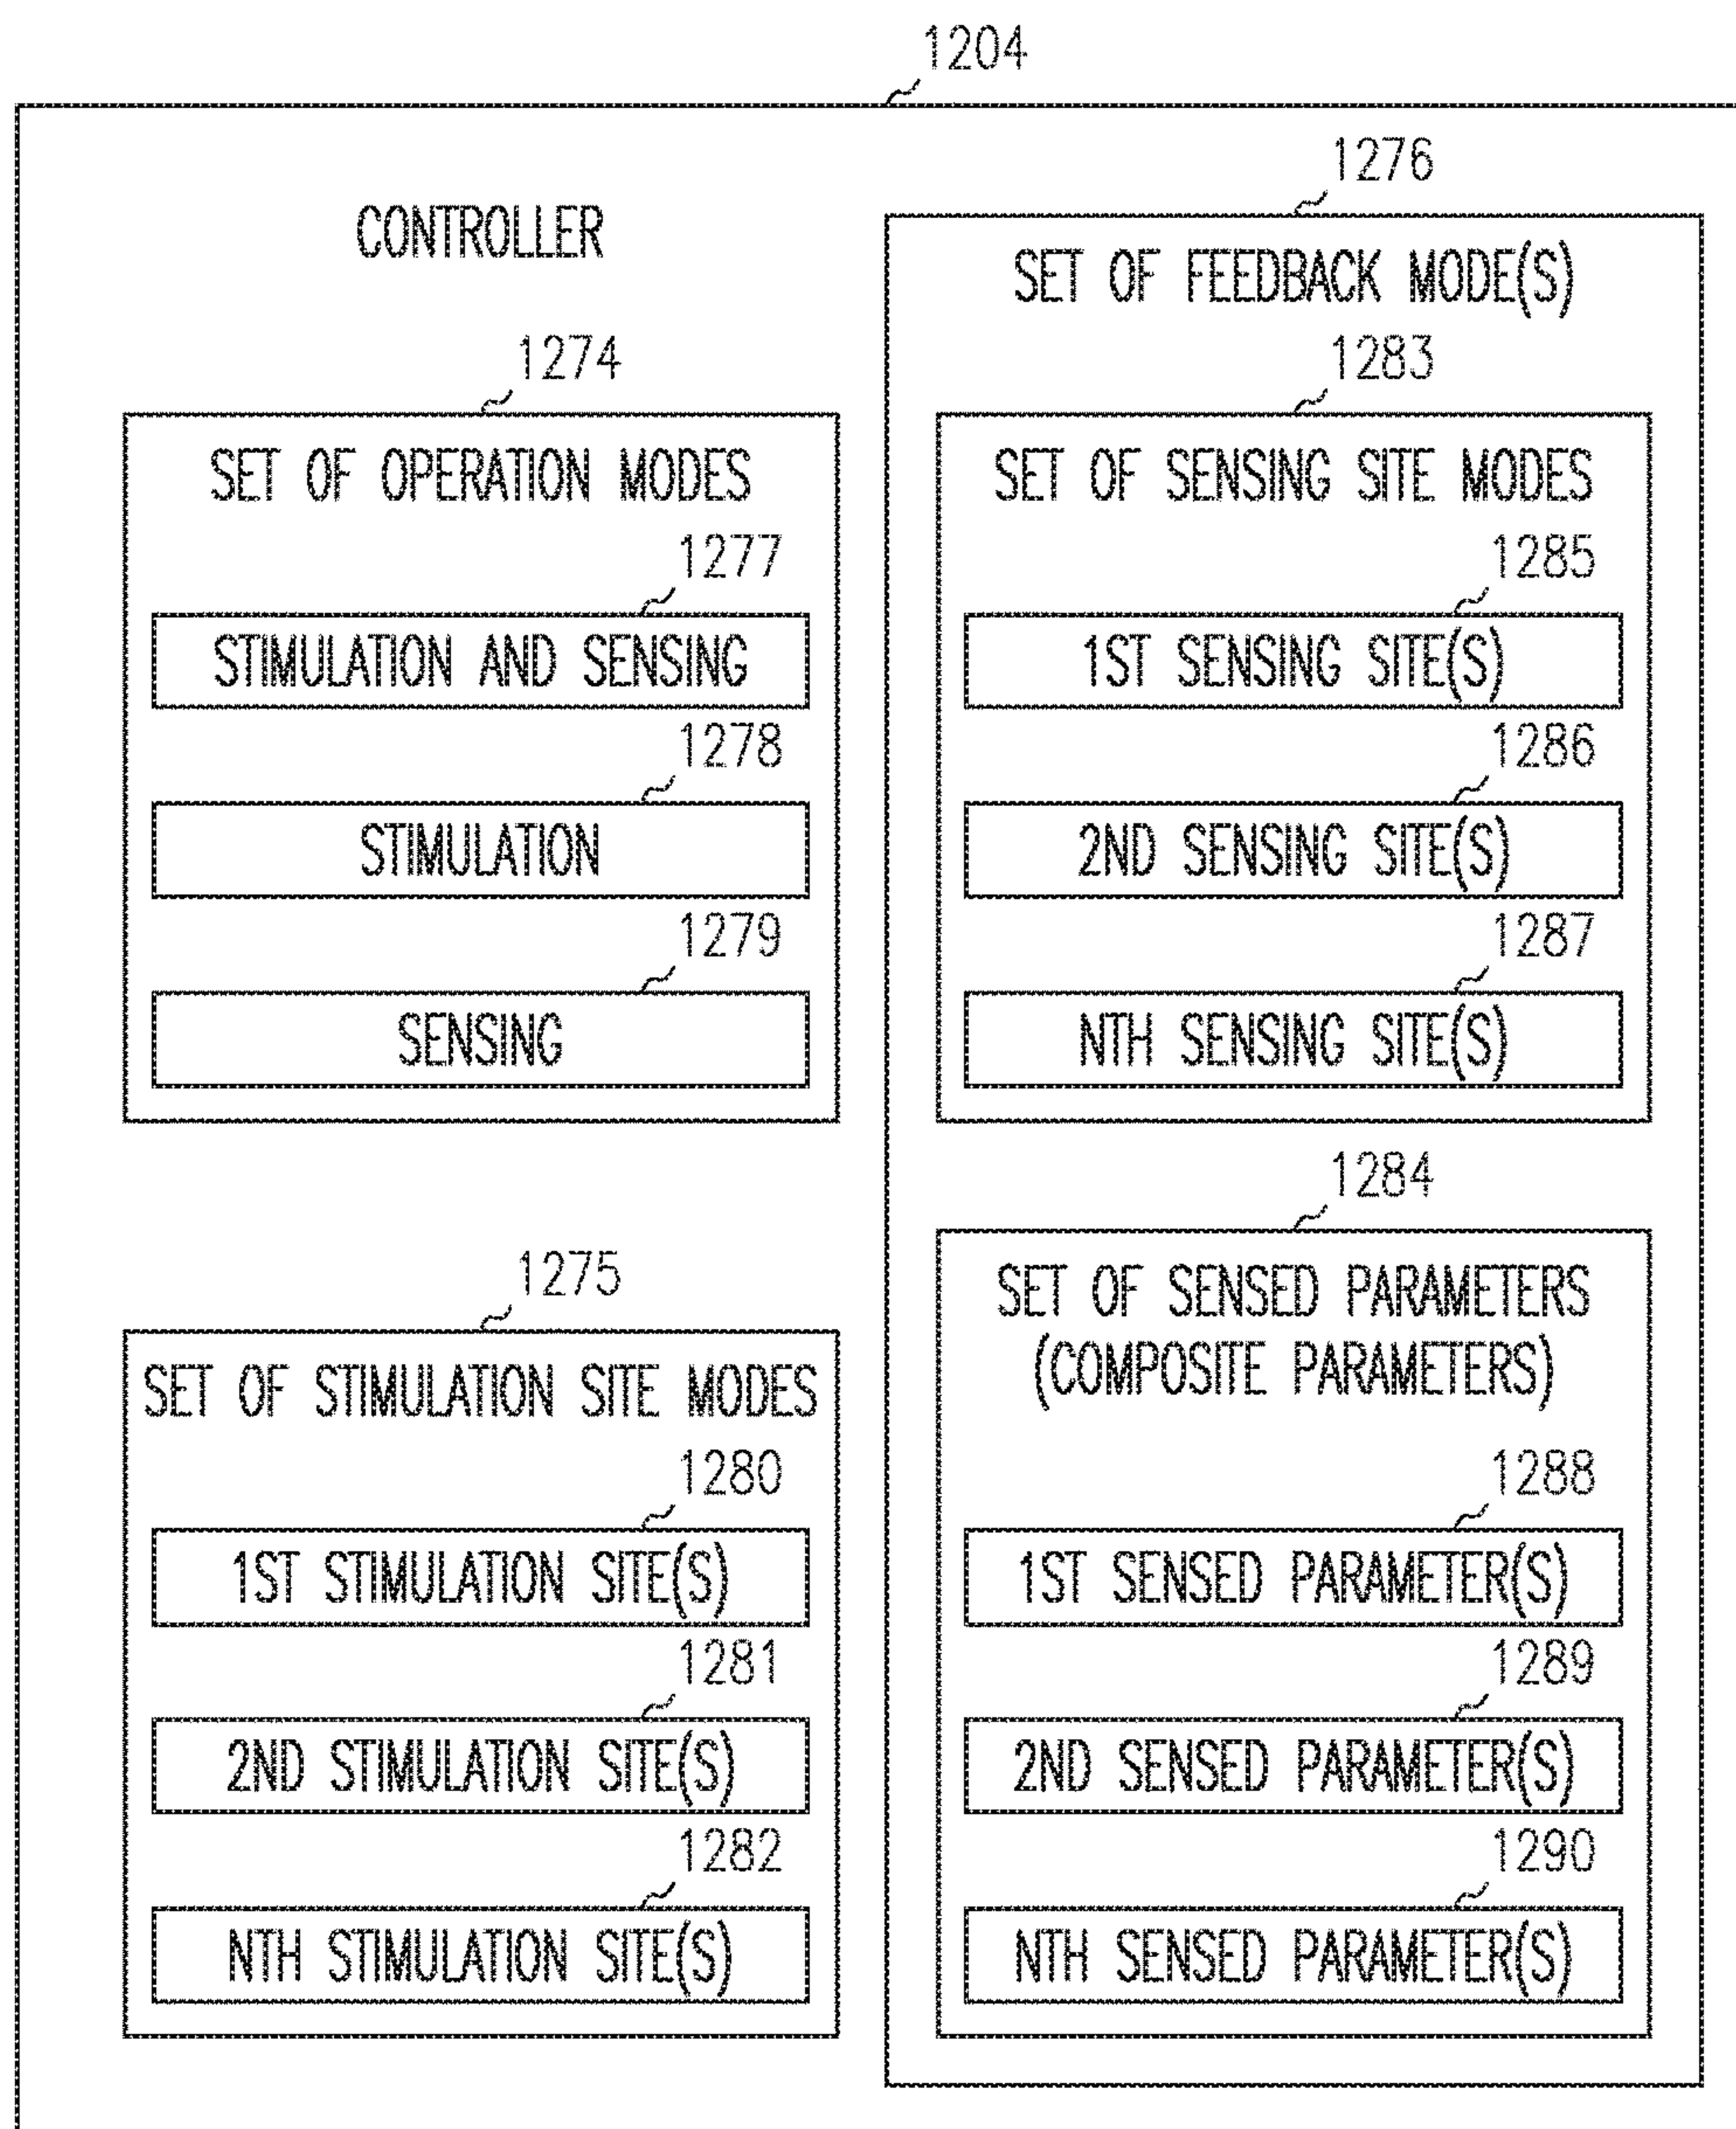 1204
CONTROLLER
1274
SET OF OPERATION MODES
1277
STIMULATION AND SENSING
1278
STIMULATION
1279
SENSING
1275
SET OF STIMULATION SITE MODES
1280
1ST STIMULATION SITE(S)
1281
2ND STIMULATION SITE(S)
1282
NTH STIMULATION SITE(S)
1276
SET OF FEEDBACK MODE(S)
1283
SET OF SENSING SITE MODES
1285
1ST SENSING SITE(S)
1286
2ND SENSING SITE(S)
1287
NTH SENSING SITE(S)
1284
SET OF SENSED PARAMETERS
(COMPOSITE PARAMETERS)
1288
1ST SENSED PARAMETER(S)
1289
2ND SENSED PARAMETER(S)
1290
NTH SENSED PARAMETER(S)